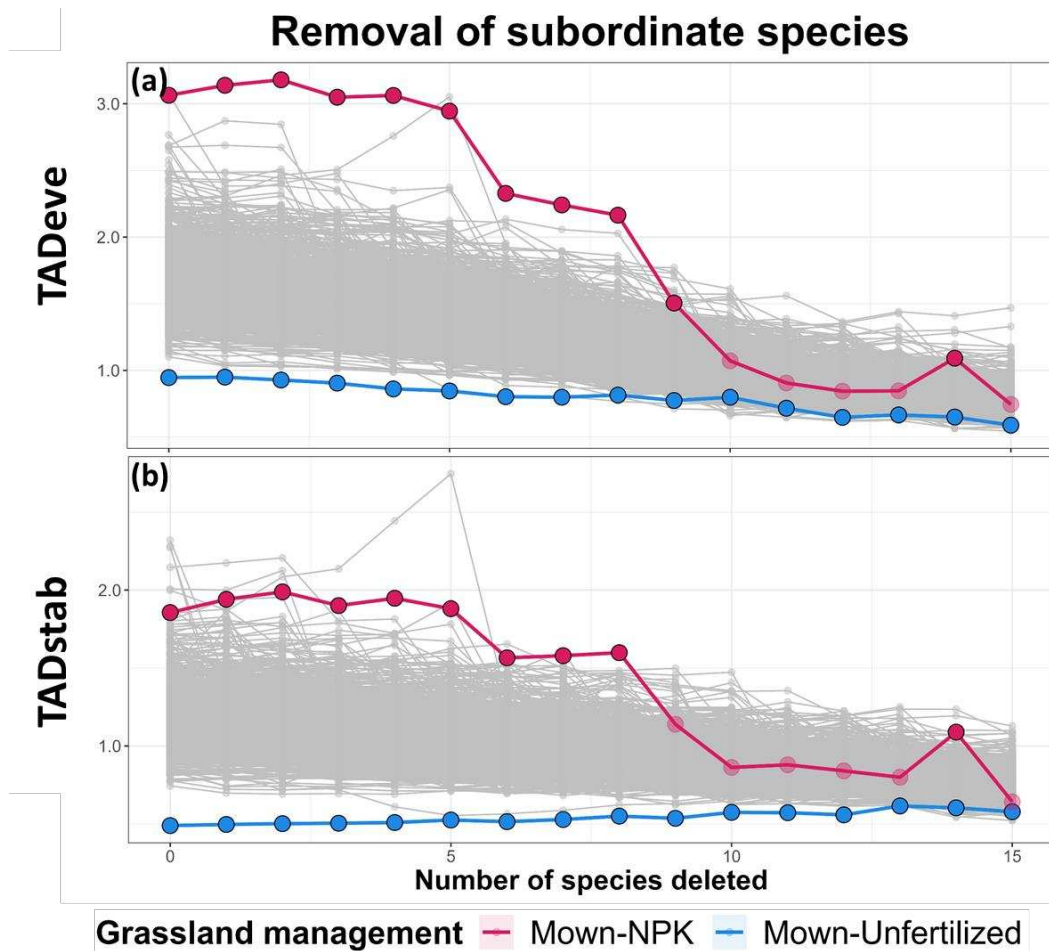 Removal of subordinate species
(a)
TADeve
3.0
2.0
1.0
(b)
TADstab
2.0
1.0
0 5 10 15
Number of species deleted
Grassland management Mown-NPK Mown-Unfertilized